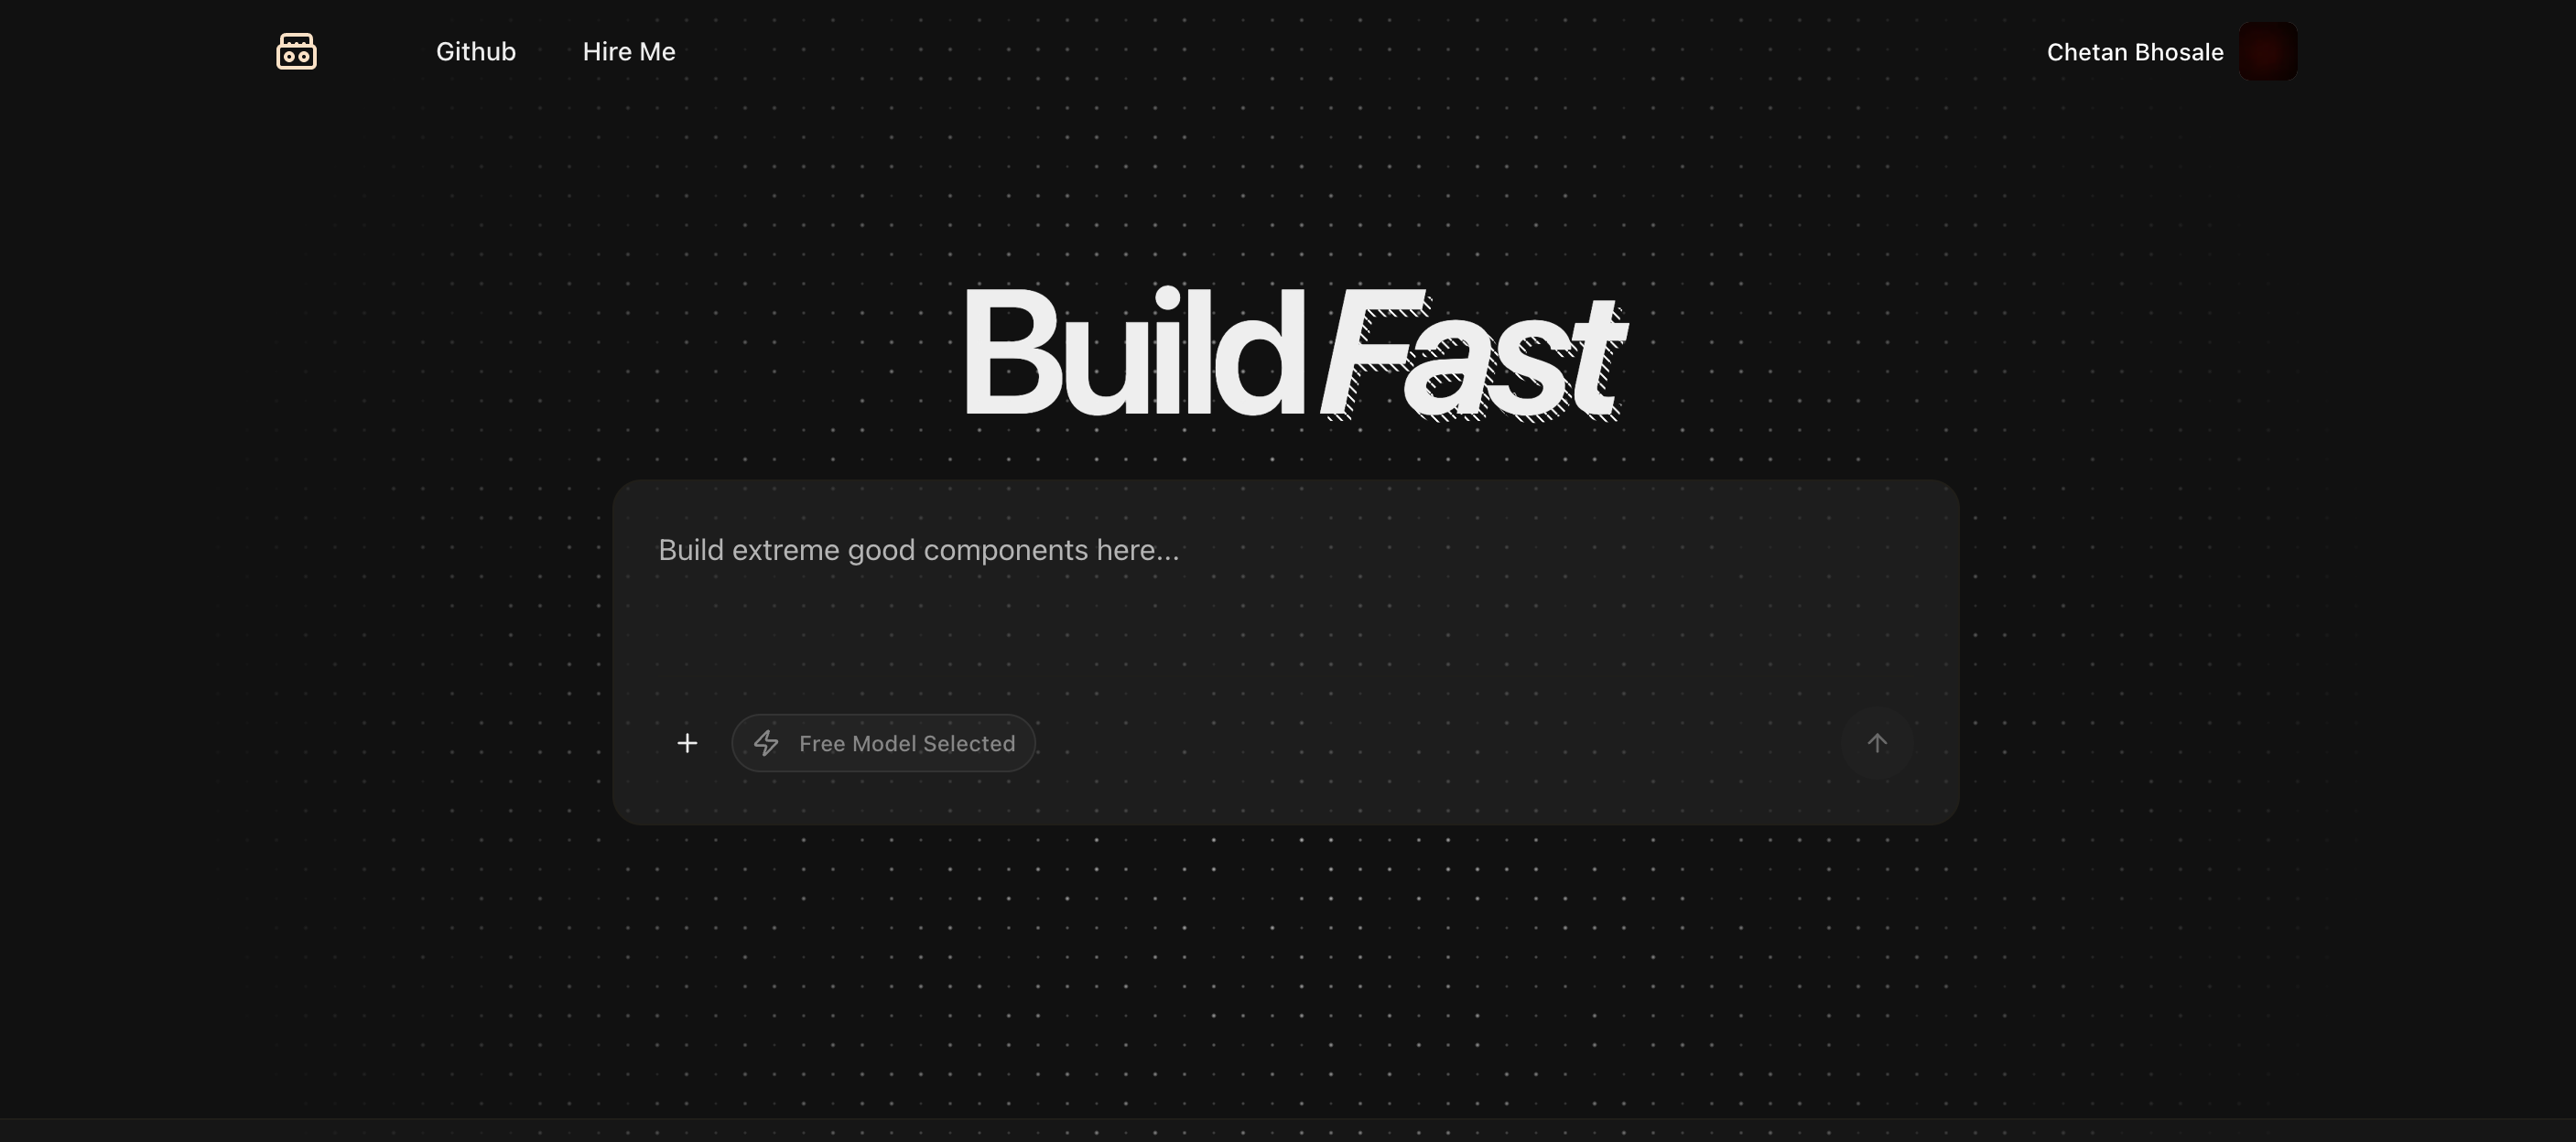 Github Hire Me Chetan Bhosale
Build Fast
Build extreme good components here...
Free Model Selected